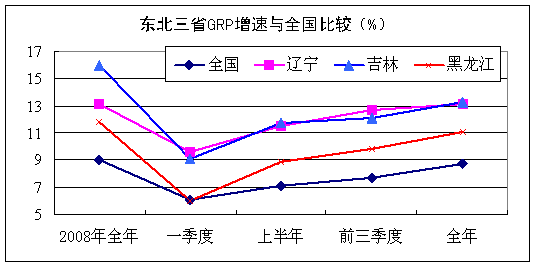 东北三省GRP增速与全国比较（%）
17
15
13
11
9
7
5
全国
辽宁
吉林
黑龙江
2008年全年
一季度
上半年
前三季度
全年